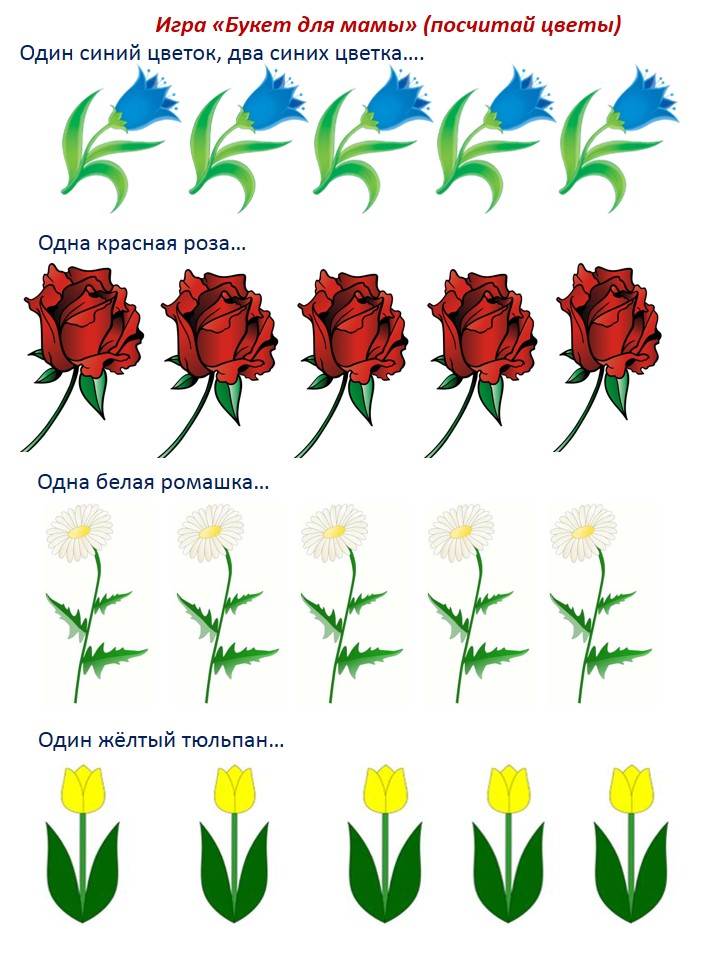 Игра «Букет для мамы» (посчитай цветы)
Один синий цветок, два синих цветка....
Одна красная роза...
Одна белая ромашка...
Один жёлтый тюльпан...